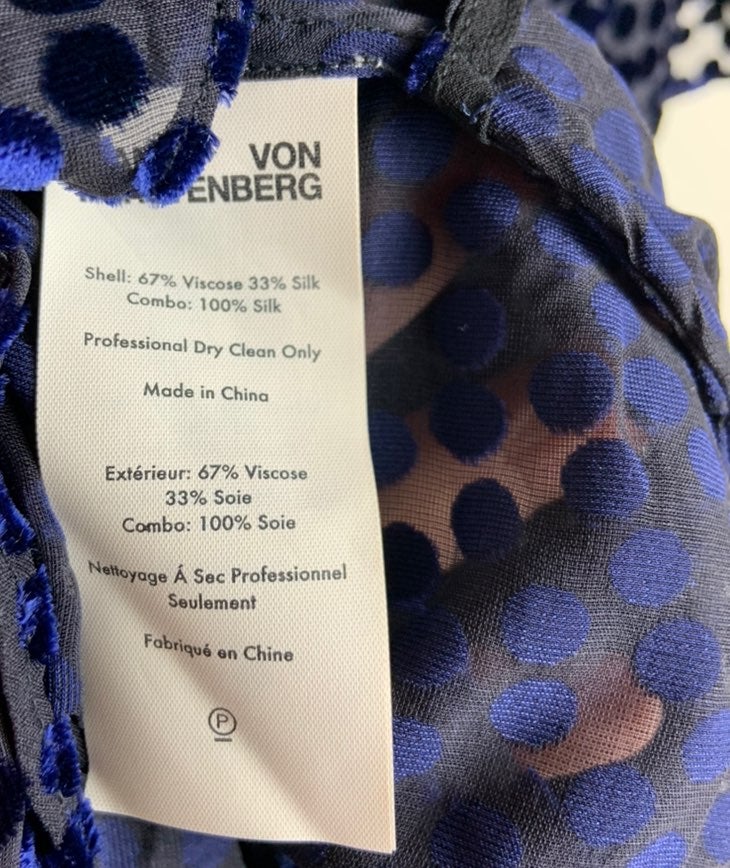 VON
ENBERG
Shell: 67% Viscose 33% Silk
Combo: 100% Silk
Professional Dry Clean Only
Made in China
Extérieur: 67% Viscose
33% Soie
Combo: 100% Soie
Nettoyage Á Sec Professionnel
Seulement
Fabriqué en Chine
P